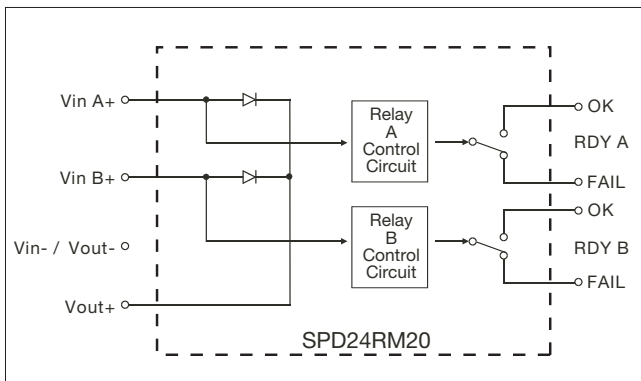 Vin A+
Vin B+
Vin- / Vout-
Vout+
Relay
A
Control
Circuit
Relay
B
Control
Circuit
OK
RDY A
FAIL
OK
RDY B
FAIL
SPD24RM20